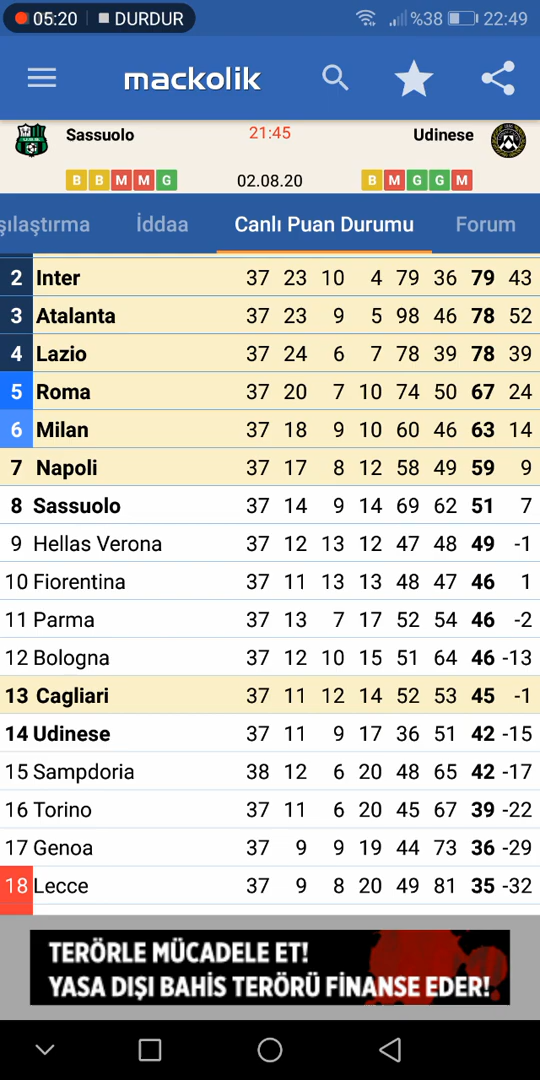 05:20 DURDUR %38 22:49
mackolik
Sassuolo 21:45 Udinese
B B M M G 02.08.20 B M G G M
şılaştırma İddaa Canlı Puan Durumu Forum
2 Inter 37 23 10 4 79 36 79 43
3 Atalanta 37 23 9 5 98 46 78 52
4 Lazio 37 24 6 7 78 39 78 39
5 Roma 37 20 7 10 74 50 67 24
6 Milan 37 18 9 10 60 46 63 14
7 Napoli 37 17 8 12 58 49 59 9
8 Sassuolo 37 14 9 14 69 62 51 7
9 Hellas Verona 37 12 13 12 47 48 49 -1
10 Fiorentina 37 11 13 13 48 47 46 1
11 Parma 37 13 7 17 52 54 46 -2
12 Bologna 37 12 10 15 51 64 46 -13
13 Cagliari 37 11 12 14 52 53 45 -1
14 Udinese 37 11 9 17 36 51 42 -15
15 Sampdoria 38 12 6 20 48 65 42 -17
16 Torino 37 11 6 20 45 67 39 -22
17 Genoa 37 9 9 19 44 73 36 -29
18 Lecce 37 9 8 20 49 81 35 -32
TERÖRLE MÜCADELE ET!
YASA DIŞI BAHİS TERÖRÜ FİNANSE EDER!